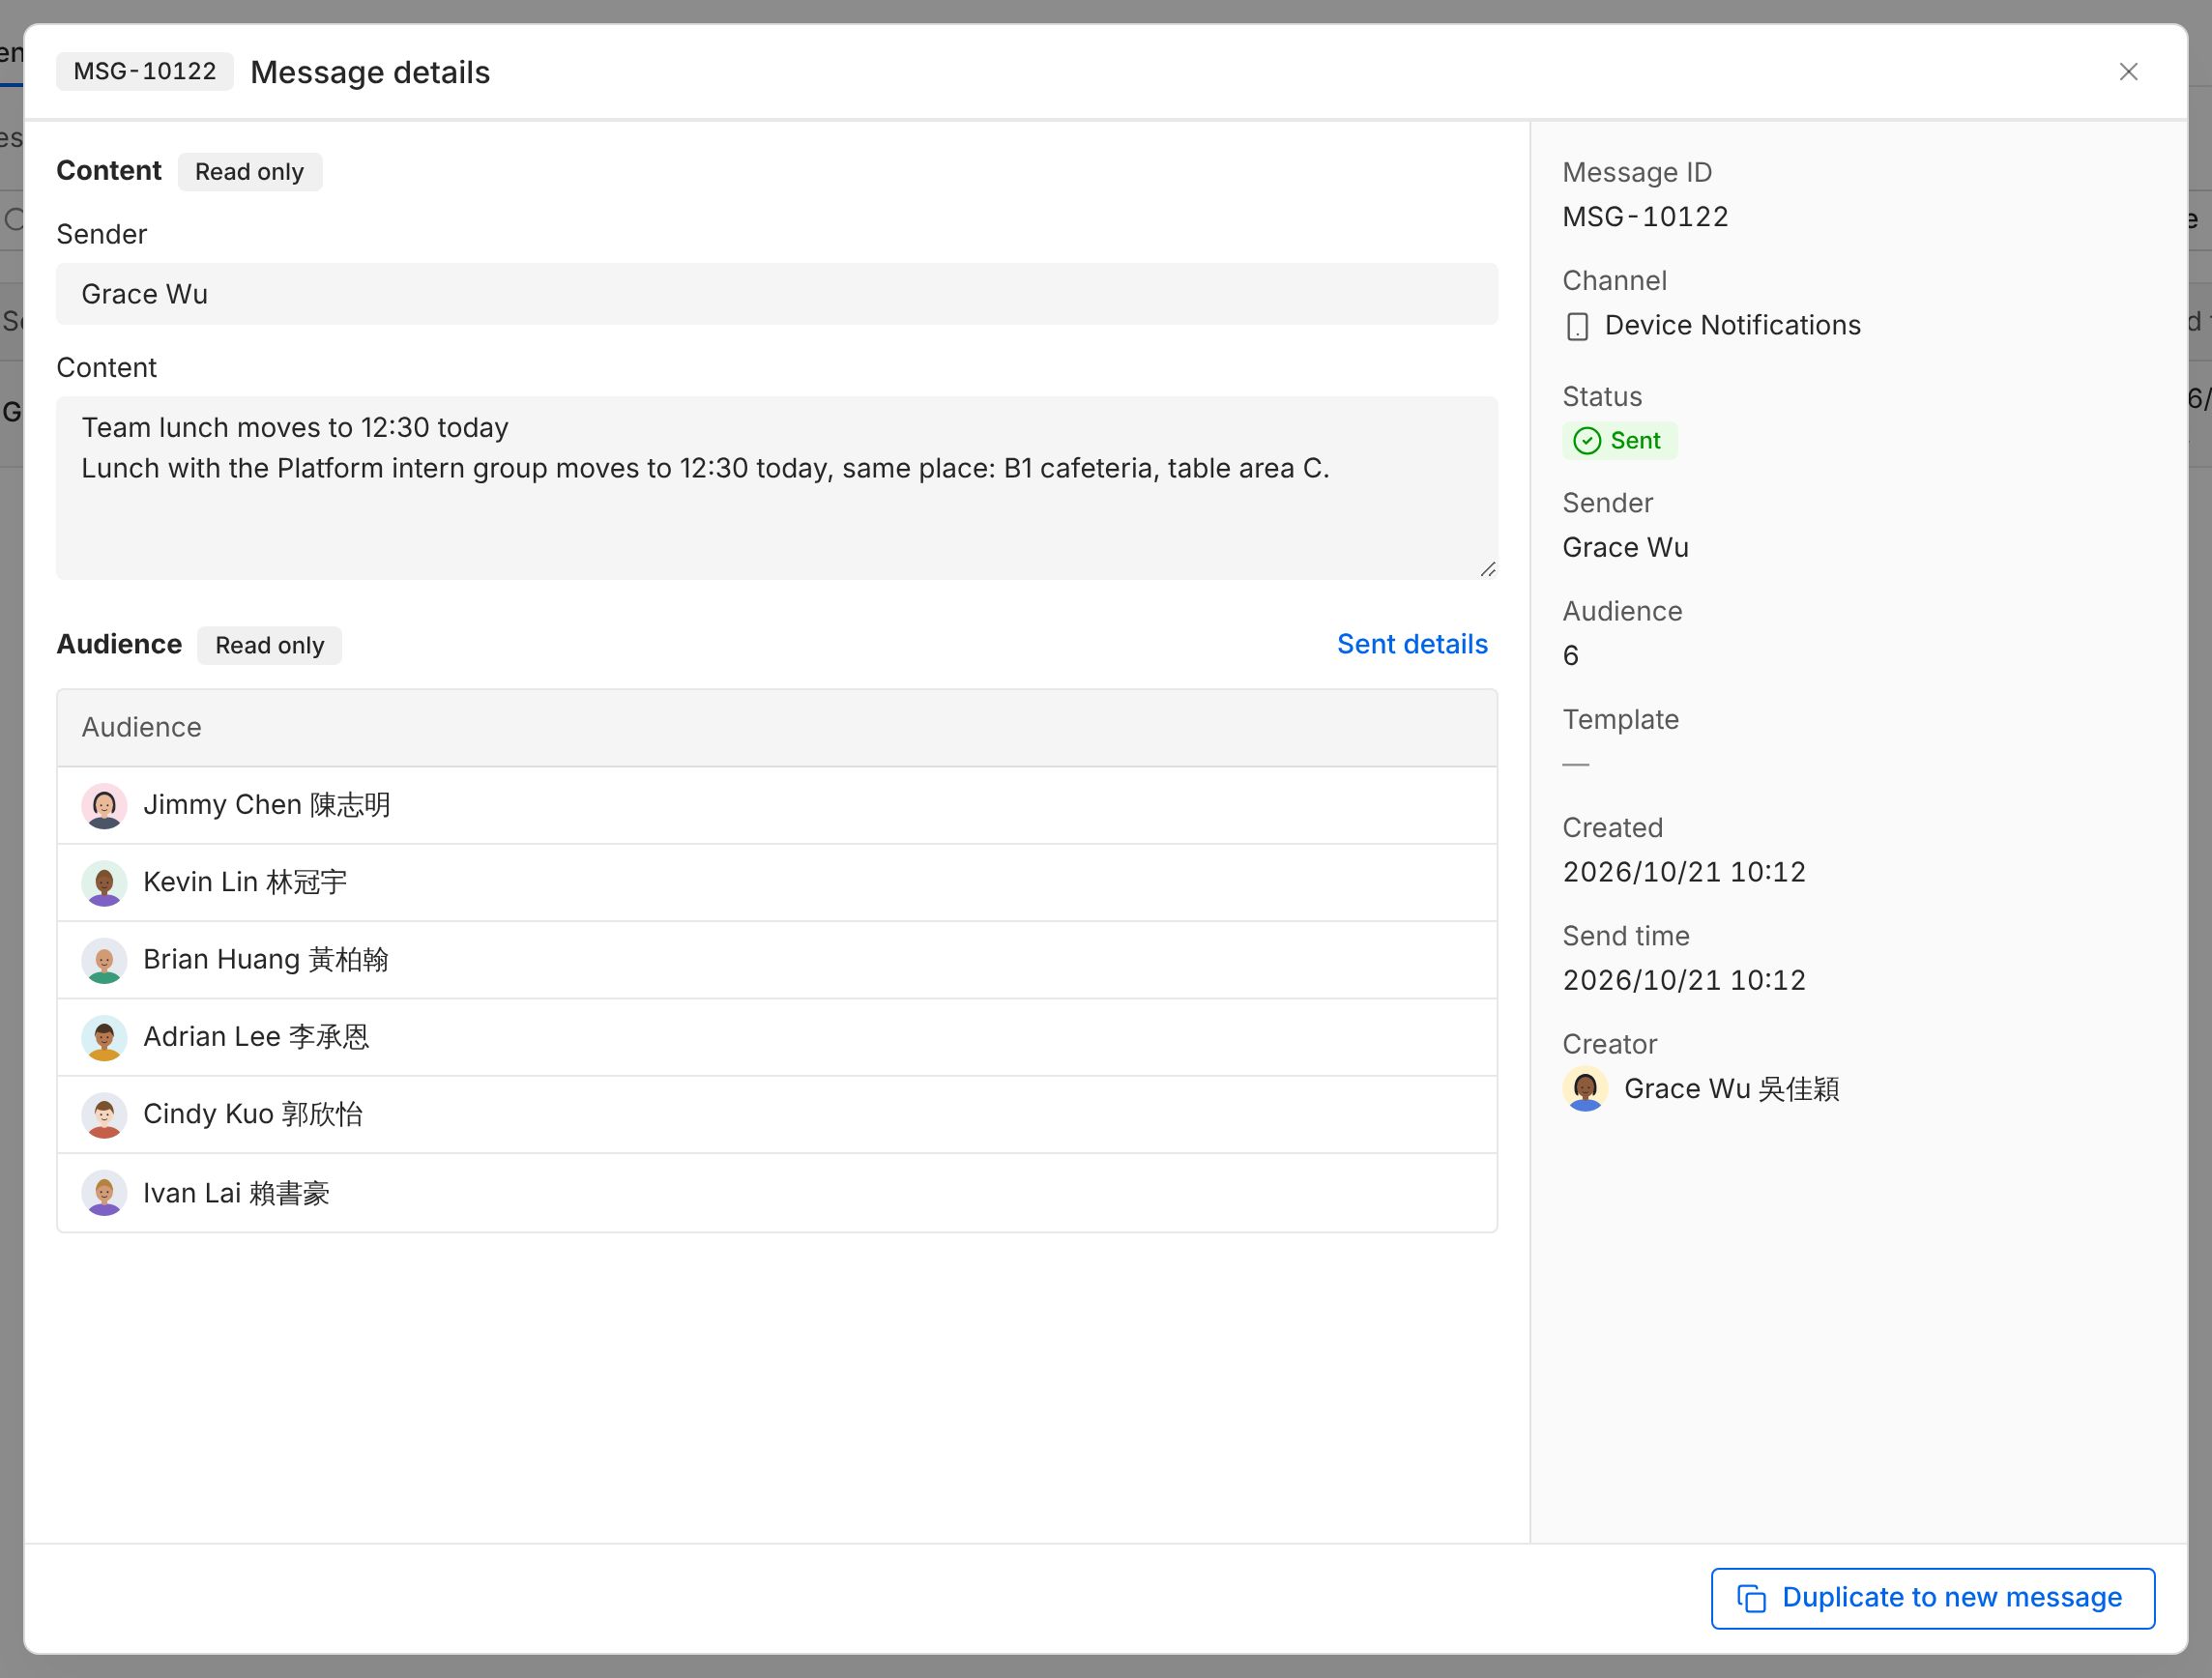 MSG-10122 Message details
Content Read only
Sender
Grace Wu
Content
Team lunch moves to 12:30 today
Lunch with the Platform intern group moves to 12:30 today, same place: B1 cafeteria, table area C.
Audience Read only Sent details
Audience
Jimmy Chen 陳志明
Kevin Lin 林冠宇
Brian Huang 黃柏翰
Adrian Lee 李承恩
Cindy Kuo 郭欣怡
Ivan Lai 賴書豪
Message ID
MSG-10122
Channel
Device Notifications
Status
Sent
Sender
Grace Wu
Audience
6
Template
—
Created
2026/10/21 10:12
Send time
2026/10/21 10:12
Creator
Grace Wu 吳佳穎
Duplicate to new message